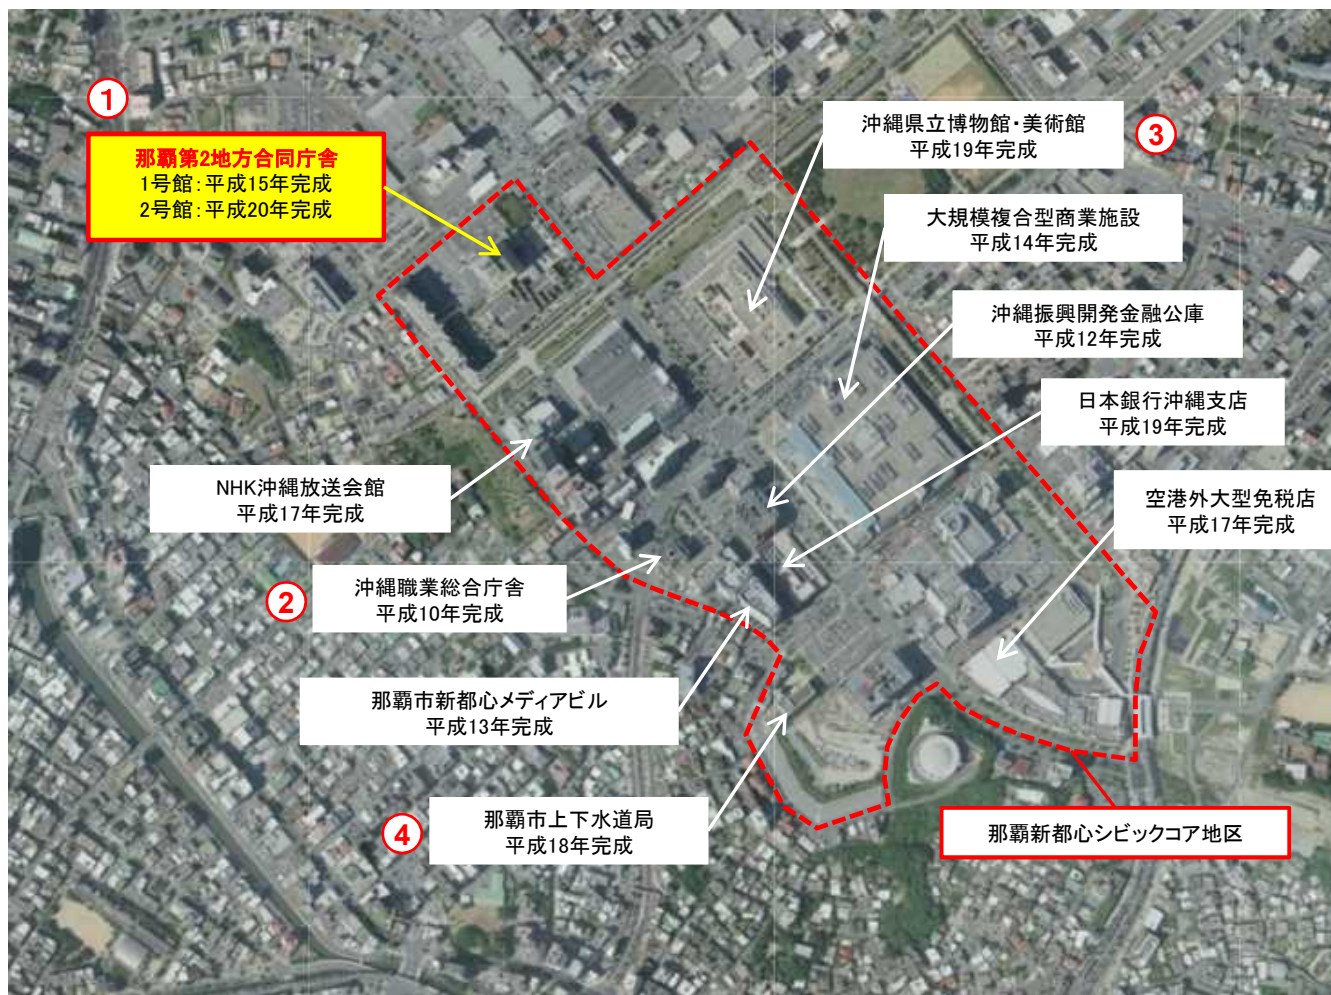 ①
那覇第2地方合同庁舎
1号館：平成15年完成
2号館：平成20年完成
沖縄県立博物館・美術館
平成19年完成
③
大規模複合型商業施設
平成14年完成
沖縄振興開発金融公庫
平成12年完成
日本銀行沖縄支店
平成19年完成
空港外大型免税店
平成17年完成
NHK沖縄放送会館
平成17年完成
②
沖縄職業総合庁舎
平成10年完成
那覇市新都心メディアビル
平成13年完成
④
那覇市上下水道局
平成18年完成
那覇新都心シビックコア地区